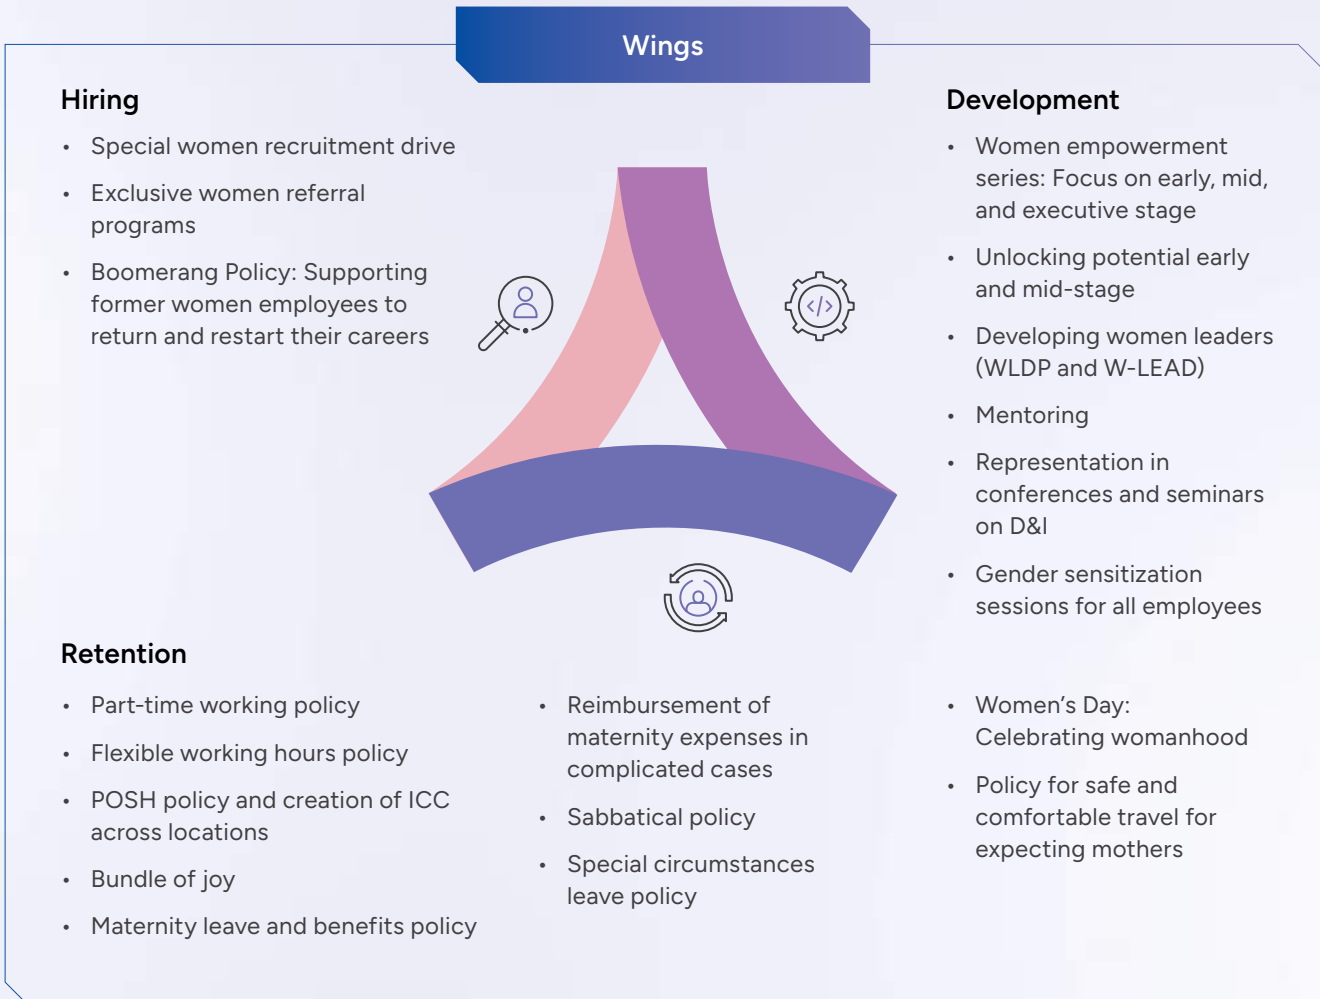 Wings
Hiring
• Special women recruitment drive
• Exclusive women referral
programs
• Boomerang Policy: Supporting
former women employees to
return and restart their careers
Development
• Women empowerment
series: Focus on early, mid,
and executive stage
• Unlocking potential early
and mid-stage
• Developing women leaders
(WLDP and W-LEAD)
• Mentoring
• Representation in
conferences and seminars
on D&I
• Gender sensitization
sessions for all employees
Retention
• Part-time working policy
• Flexible working hours policy
• POSH policy and creation of ICC
across locations
• Bundle of joy
• Maternity leave and benefits policy
• Reimbursement of
maternity expenses in
complicated cases
• Sabbatical policy
• Special circumstances
leave policy
• Women’s Day:
Celebrating womanhood
• Policy for safe and
comfortable travel for
expecting mothers